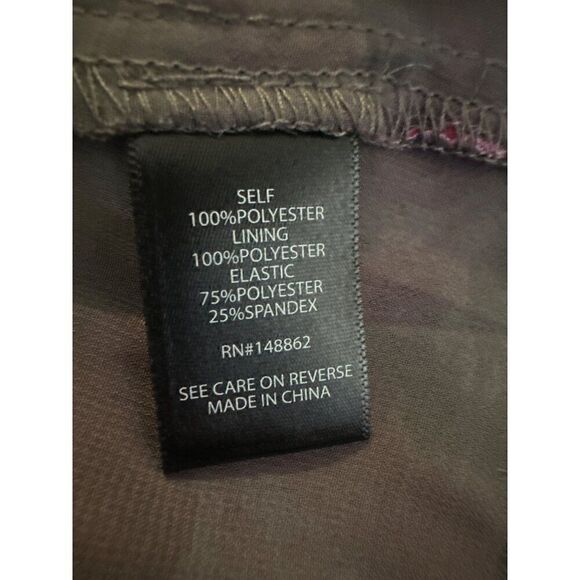 SELF
100%POLYESTER
LINING
100%POLYESTER
ELASTIC
75%POLYESTER
25%SPANDEX
RN#148862
SEE CARE ON REVERSE
MADE IN CHINA